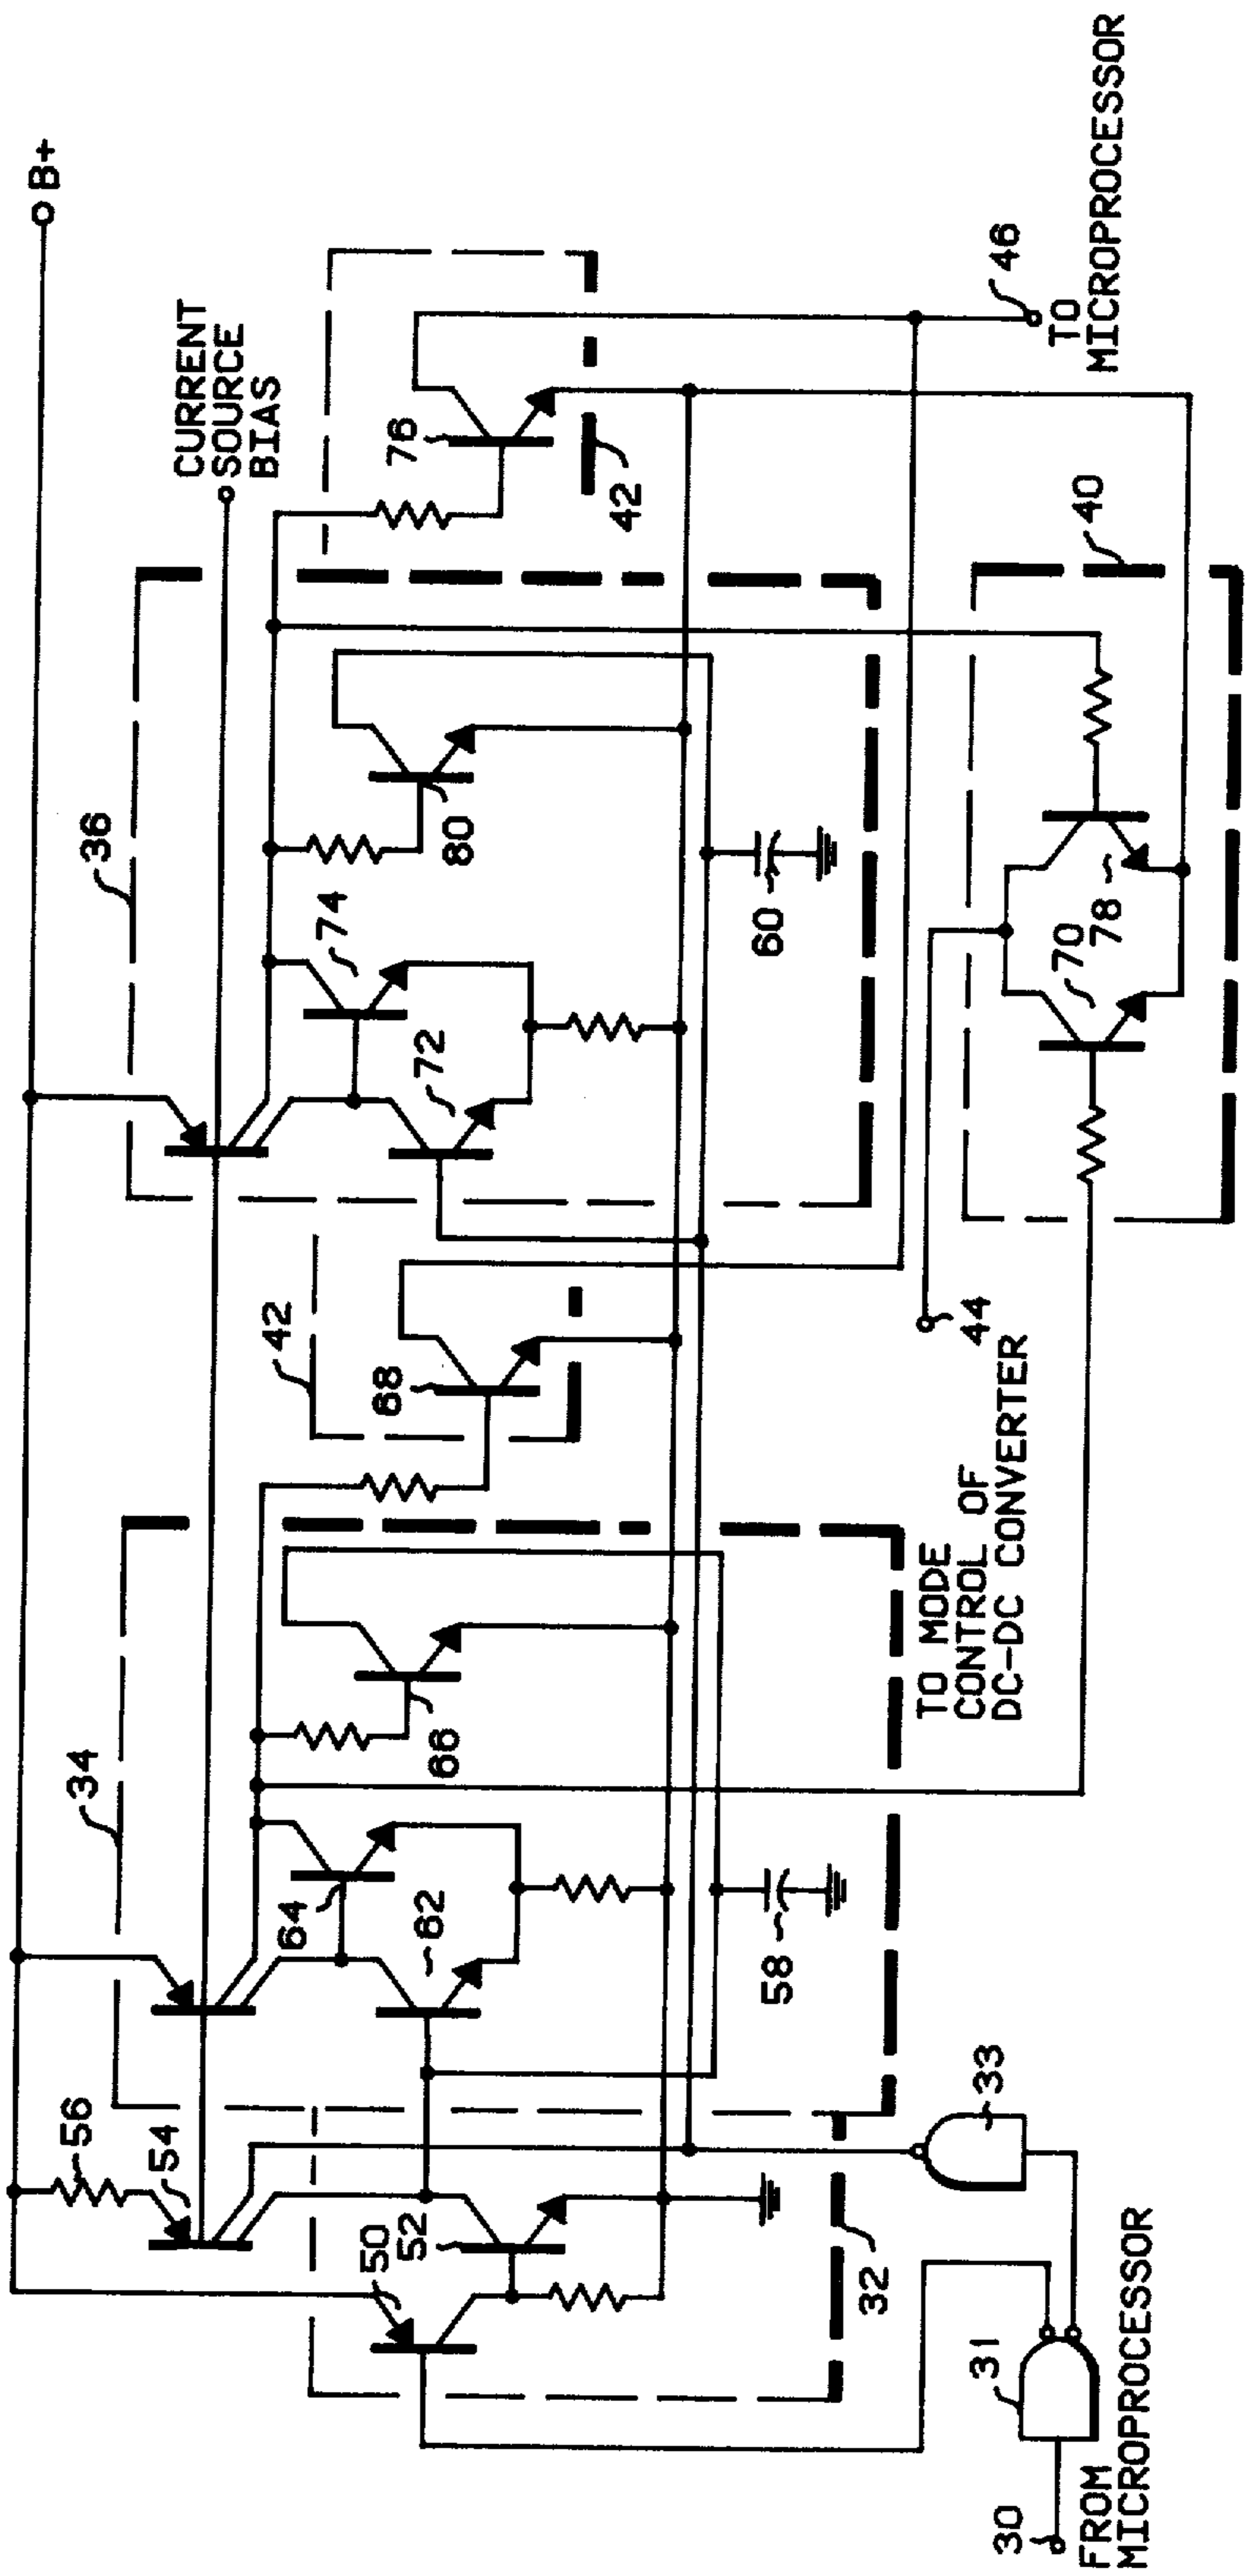 B+
CURRENT
SOURCE
BIAS
36
34
56
54
42
76
74
80
72
68
64
66
62
50
52
60
58
42
46
TO
MICROPROCESSOR
40
78
70
44
TO MODE
CONTROL OF
DC-DC CONVERTER
33
32
31
30
FROM
MICROPROCESSOR